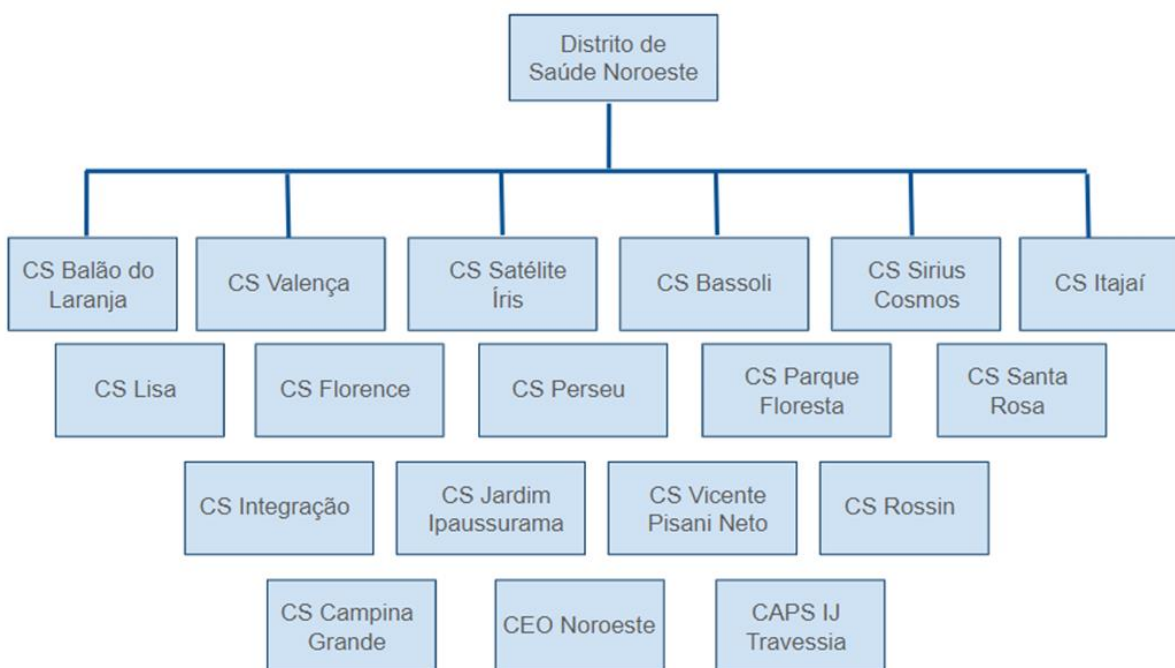 Distrito de
Saúde Noroeste
CS Balão do
Laranja
CS Valença
CS Satélite
Íris
CS Bassoli
CS Sirius
Cosmos
CS Itajaí
CS Lisa
CS Florence
CS Perseu
CS Parque
Floresta
CS Santa
Rosa
CS Integração
CS Jardim
Ipaussurama
CS Vicente
Pisani Neto
CS Rossin
CS Campina
Grande
CEO Noroeste
CAPS IJ
Travessia